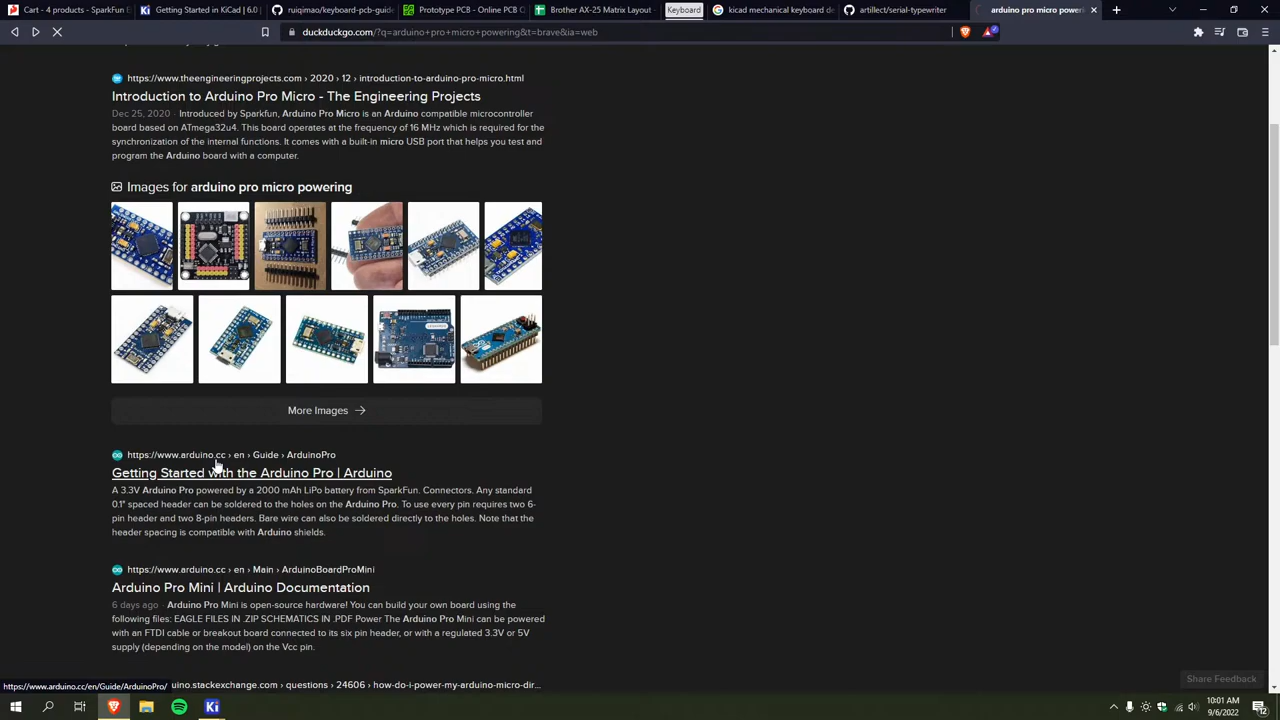 Cart - 4 products - SparkFun E
Getting Started in KiCad | 6.0 |
ruiqimao/keyboard-pcb-guide
Prototype PCB - Online PCB C
Brother AX-25 Matrix Layout -
Keyboard
kicad mechanical keyboard de
artillect/serial-typewriter
arduino pro micro poweri
duckduckgo.com/?q=arduino+pro+micro+powering&t=brave&ia=web
https://www.theengineeringprojects.com › 2020 › 12 › introduction-to-arduino-pro-micro.html
Introduction to Arduino Pro Micro - The Engineering Projects
Dec 25, 2020 · Introduced by Sparkfun, Arduino Pro Micro is an Arduino compatible microcontroller
board based on ATmega32u4. This board operates at the frequency of 16 MHz which is required for the
synchronization of the internal functions. It comes with a built-in micro USB port that helps you test and
program the Arduino board with a computer.
Images for arduino pro micro powering
More Images
https://www.arduino.cc › en › Guide › ArduinoPro
Getting Started with the Arduino Pro | Arduino
A 3.3V Arduino Pro powered by a 2000 mAh LiPo battery from SparkFun. Connectors. Any standard
0.1" spaced header can be soldered to the holes on the Arduino Pro. To use every pin requires two 6-
pin header and two 8-pin headers. Bare wire can also be soldered directly to the holes. Note that the
header spacing is compatible with Arduino shields.
https://www.arduino.cc › en › Main › ArduinoBoardProMini
Arduino Pro Mini | Arduino Documentation
6 days ago · Arduino Pro Mini is open-source hardware! You can build your own board using the
following files: EAGLE FILES IN .ZIP SCHEMATICS IN .PDF Power The Arduino Pro Mini can be powered
with an FTDI cable or breakout board connected to its six pin header, or with a regulated 3.3V or 5V
supply (depending on the model) on the Vcc pin.
https://www.arduino.cc/en/Guide/ArduinoPro/
uino.stackexchange.com › questions › 24606 › how-do-i-power-my-arduino-micro-dir...
Share Feedback
Ki
10:01 AM
9/6/2022
12